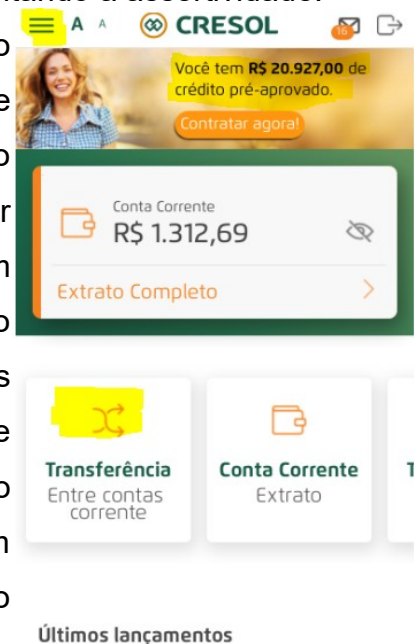 A A CRESOL 16
Você tem R$ 20.927,00 de
crédito pré-aprovado.
Contratar agora!
Conta Corrente
R$ 1.312,69
Extrato Completo
Transferência
Entre contas
corrente
Conta Corrente
Extrato
Últimos lançamentos